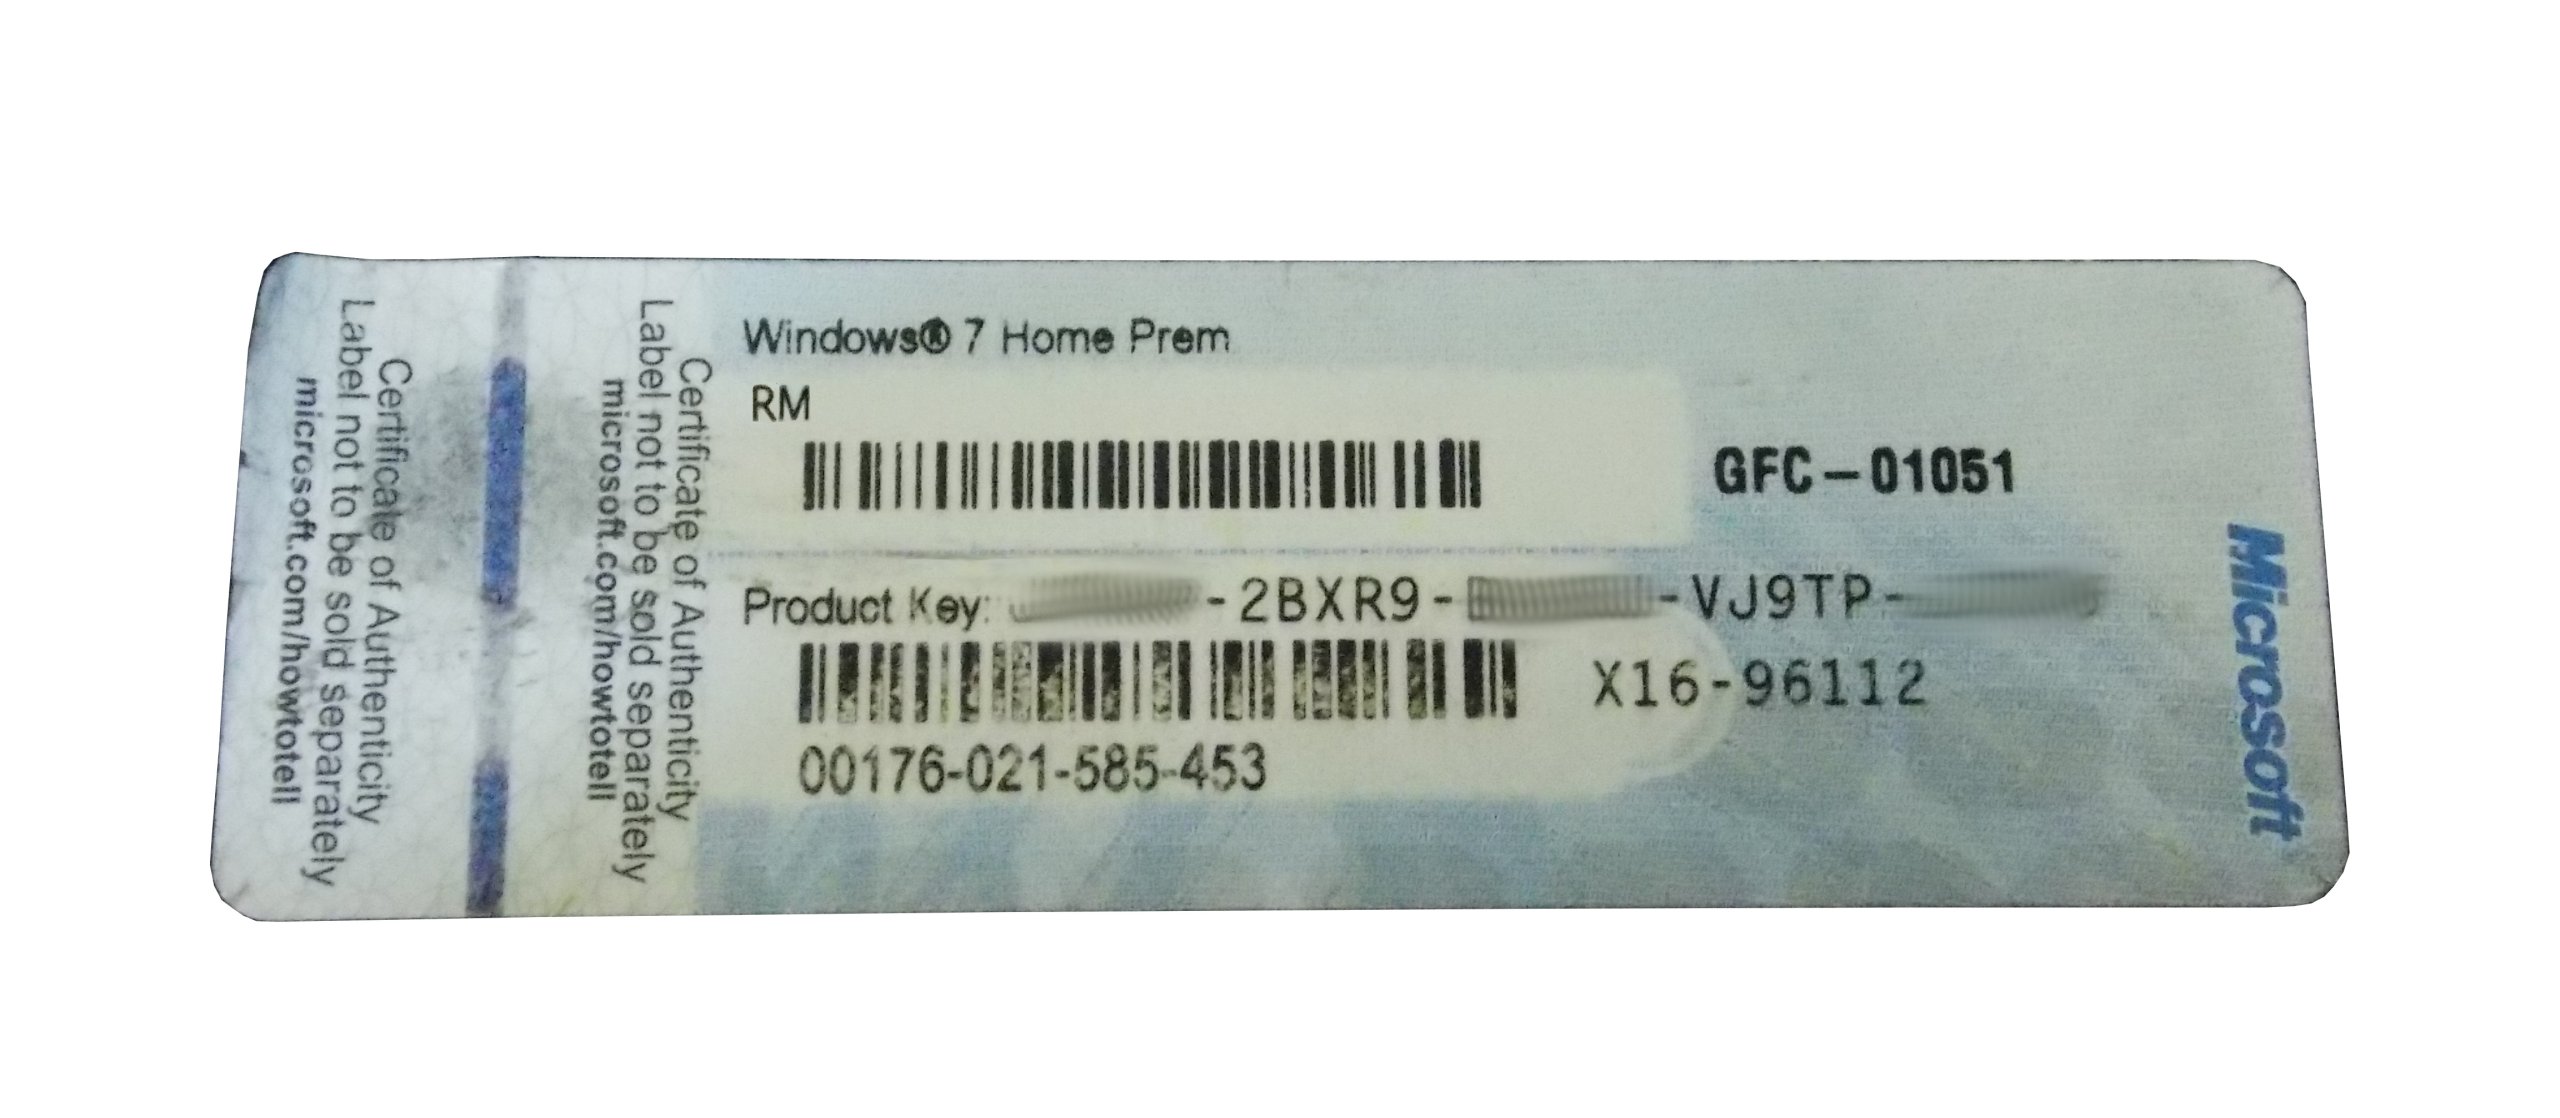 Certificate of Authenticity
Label not to be sold separately
microsoft.com/howtotell
Certificate of Authenticity
Label not to be sold separately
microsoft.com/howtotell
Windows® 7 Home Prem
RM
GFC-01051
Product Key: -2BXR9- -VJ9TP-
X16-96112
00176-021-585-453
Microsoft